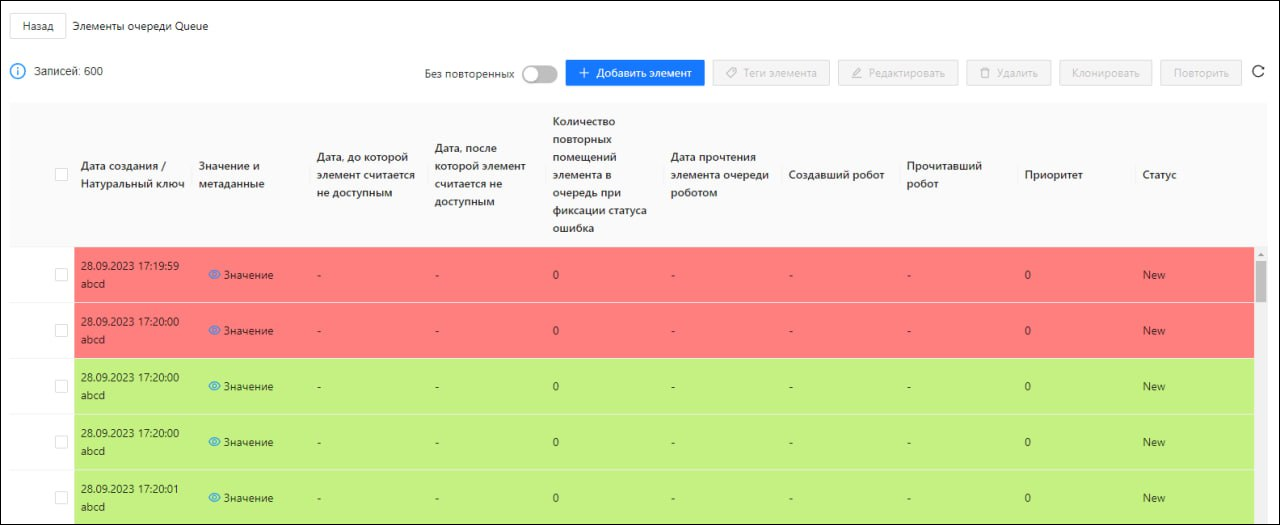 Назад Элементы очереди Queue
Записей: 600
Без повторенных
Добавить элемент
Теги элемента
Редактировать
Удалить
Клонировать
Повторить
Дата создания /
Натуральный ключ
Значение и
метаданные
Дата, до которой
элемент считается
не доступным
Дата, после
которой элемент
считается не
доступным
Количество
повторных
помещений
элемента в
очередь при
фиксации статуса
ошибка
Дата прочтения
элемента очереди
роботом
Создавший робот
Прочитавший
робот
Приоритет
Статус
28.09.2023 17:19:59
abcd
Значение - - 0 - - - 0 New
28.09.2023 17:20:00
abcd
Значение - - 0 - - - 0 New
28.09.2023 17:20:00
abcd
Значение - - 0 - - - 0 New
28.09.2023 17:20:00
abcd
Значение - - 0 - - - 0 New
28.09.2023 17:20:01
abcd
Значение - - 0 - - - 0 New